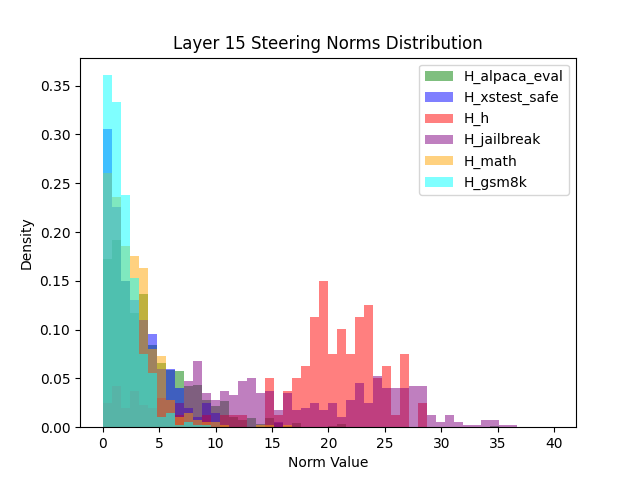 Layer 15 Steering Norms Distribution
H_alpaca_eval
H_xstest_safe
H_h
H_jailbreak
H_math
H_gsm8k
Density
0.35
0.30
0.25
0.20
0.15
0.10
0.05
0.00
0 5 10 15 20 25 30 35 40
Norm Value